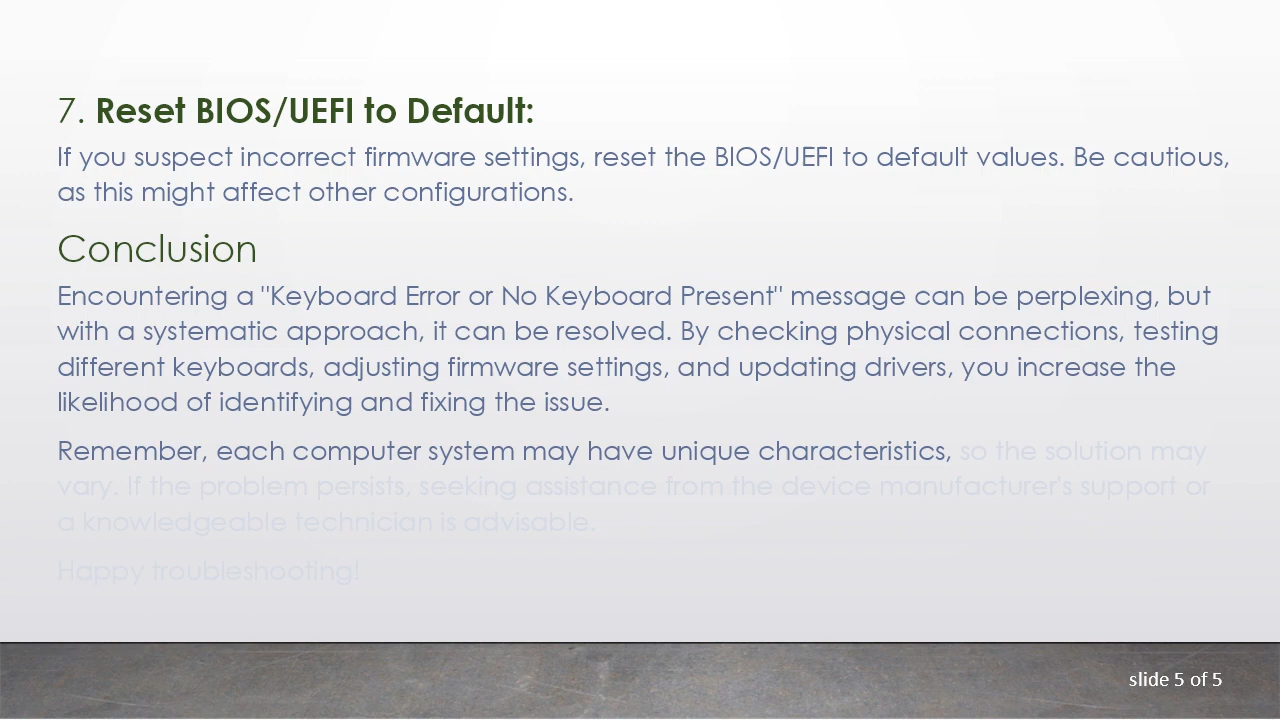 7. Reset BIOS/UEFI to Default:
If you suspect incorrect firmware settings, reset the BIOS/UEFI to default values. Be cautious,
as this might affect other configurations.
Conclusion
Encountering a "Keyboard Error or No Keyboard Present" message can be perplexing, but
with a systematic approach, it can be resolved. By checking physical connections, testing
different keyboards, adjusting firmware settings, and updating drivers, you increase the
likelihood of identifying and fixing the issue.
Remember, each computer system may have unique characteristics, so the solution may
vary. If the problem persists, seeking assistance from the device manufacturer's support or
a knowledgeable technician is advisable.
Happy troubleshooting!
slide 5 of 5